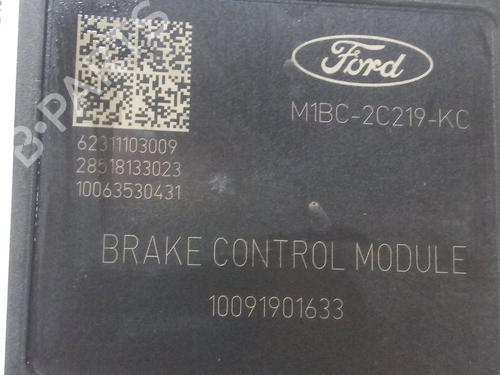 Ford
M1BC-2C219-KC
62311103009
28518133023
10063530431
BRAKE CONTROL MODULE
10091901633
B-PARTS